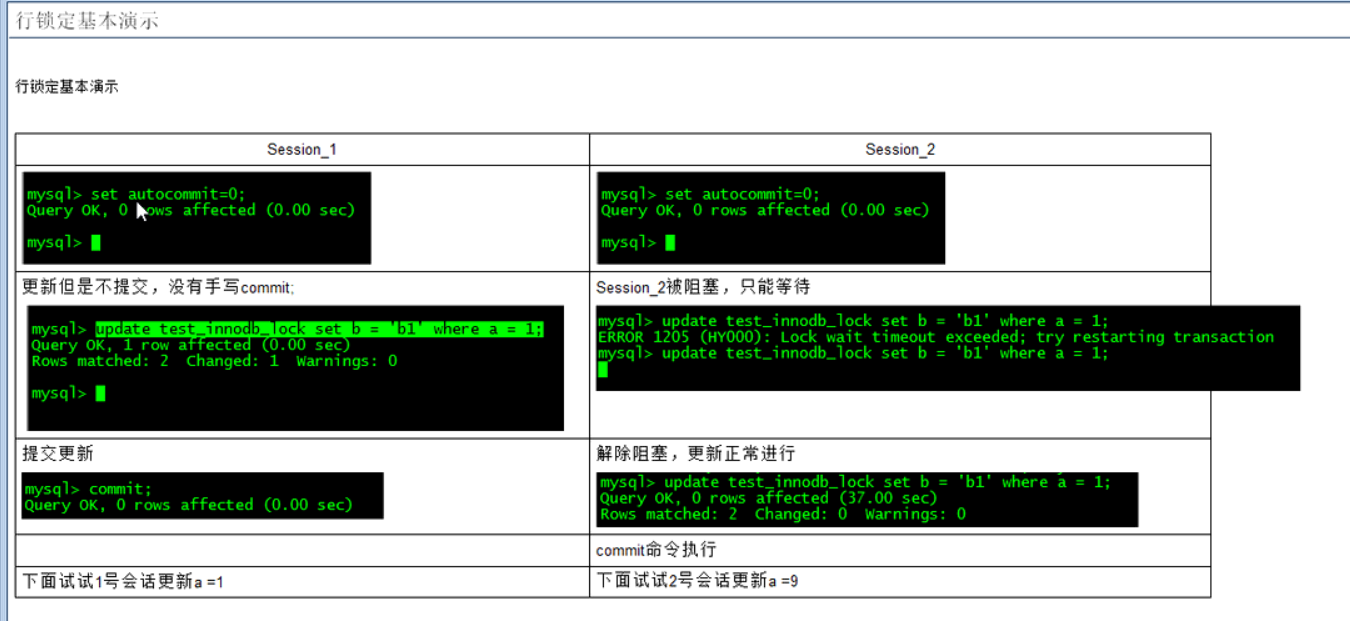 行锁定基本演示
行锁定基本演示
Session_1
Session_2
mysql> set autocommit=0;
Query OK, 0 rows affected (0.00 sec)
mysql>
mysql> set autocommit=0;
Query OK, 0 rows affected (0.00 sec)
mysql>
更新但是不提交，没有手写commit;
mysql> update test_innodb_lock set b = 'b1' where a = 1;
Query OK, 1 row affected (0.00 sec)
Rows matched: 2  Changed: 1  Warnings: 0
mysql>
Session_2被阻塞，只能等待
mysql> update test_innodb_lock set b = 'b1' where a = 1;
ERROR 1205 (HY000): Lock wait timeout exceeded; try restarting transaction
mysql> update test_innodb_lock set b = 'b1' where a = 1;
提交更新
mysql> commit;
Query OK, 0 rows affected (0.00 sec)
解除阻塞，更新正常进行
mysql> update test_innodb_lock set b = 'b1' where a = 1;
Query OK, 0 rows affected (37.00 sec)
Rows matched: 2  Changed: 0  Warnings: 0
commit命令执行
下面试试1号会话更新a =1
下面试试2号会话更新a =9